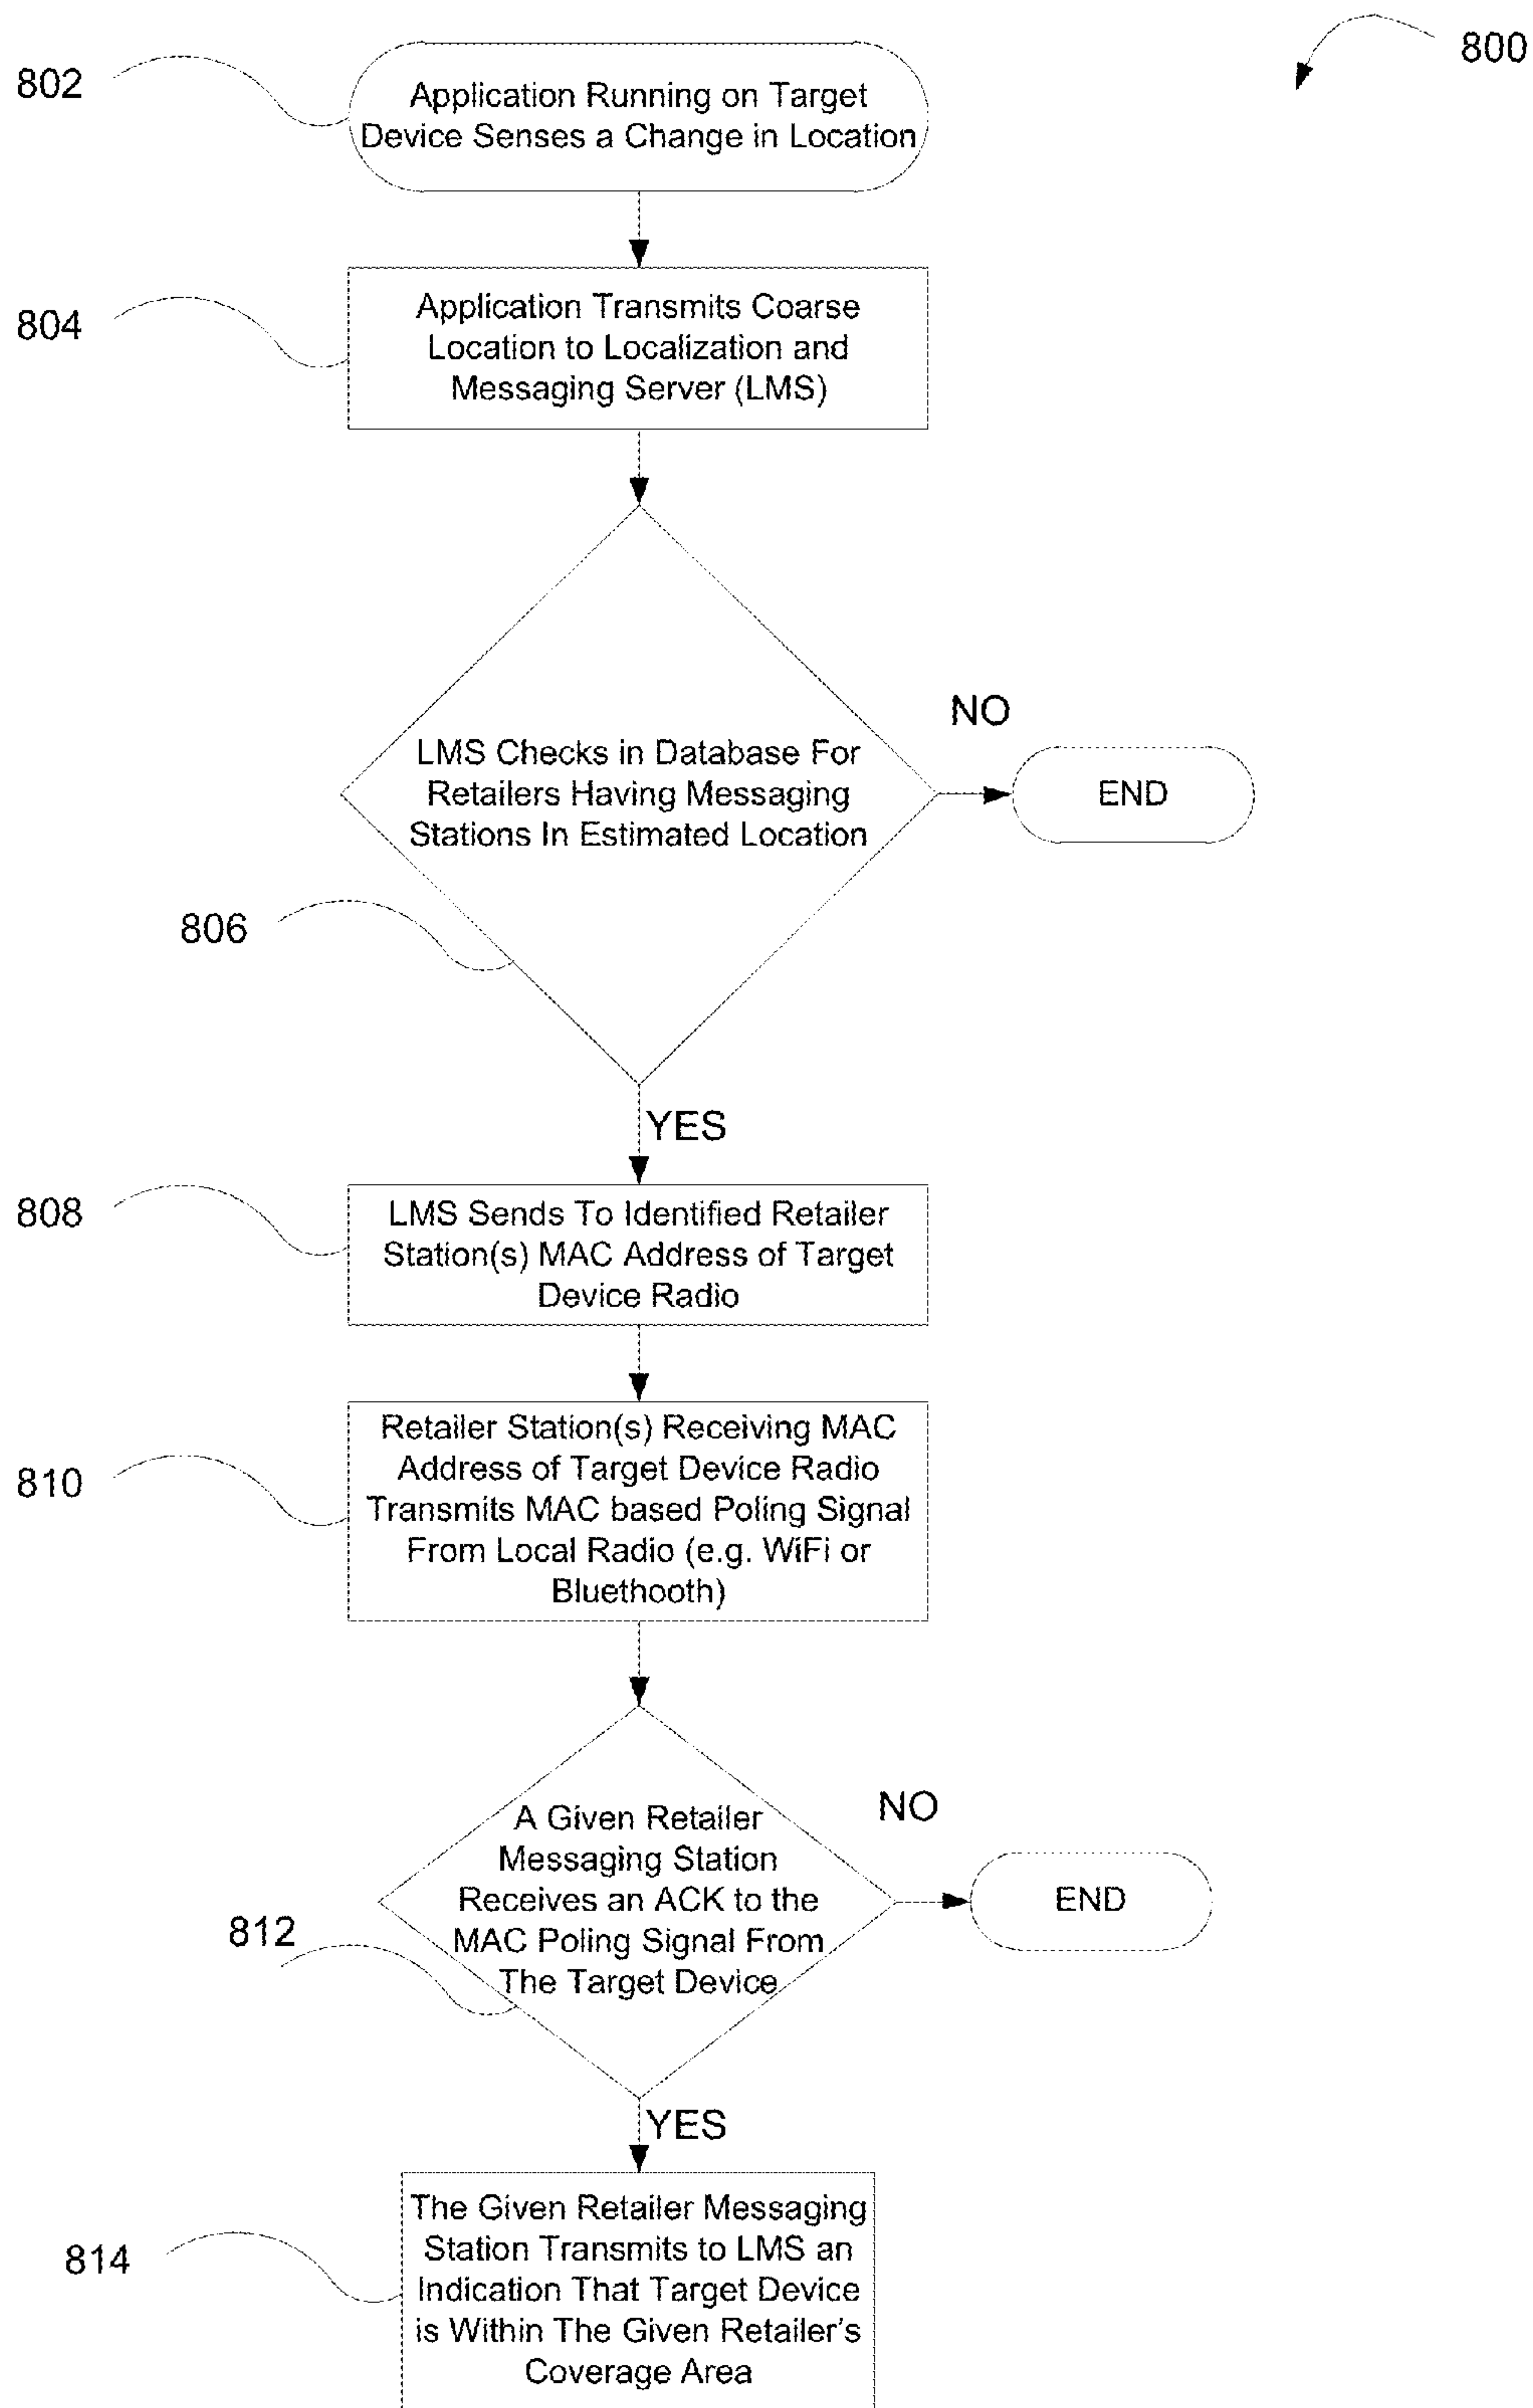 800
802
Application Running on Target
Device Senses a Change in Location
804
Application Transmits Coarse
Location to Localization and
Messaging Server (LMS)
NO
LMS Checks in Database For
Retailers Having Messaging
Stations In Estimated Location
END
806
YES
808
LMS Sends To Identified Retailer
Station(s) MAC Address of Target
Device Radio
810
Retailer Station(s) Receiving MAC
Address of Target Device Radio
Transmits MAC based Poling Signal
From Local Radio (e.g. WiFi or
Bluethooth)
NO
A Given Retailer
Messaging Station
Receives an ACK to the
MAC Poling Signal From
The Target Device
END
812
YES
814
The Given Retailer Messaging
Station Transmits to LMS an
Indication That Target Device
is Within The Given Retailer's
Coverage Area